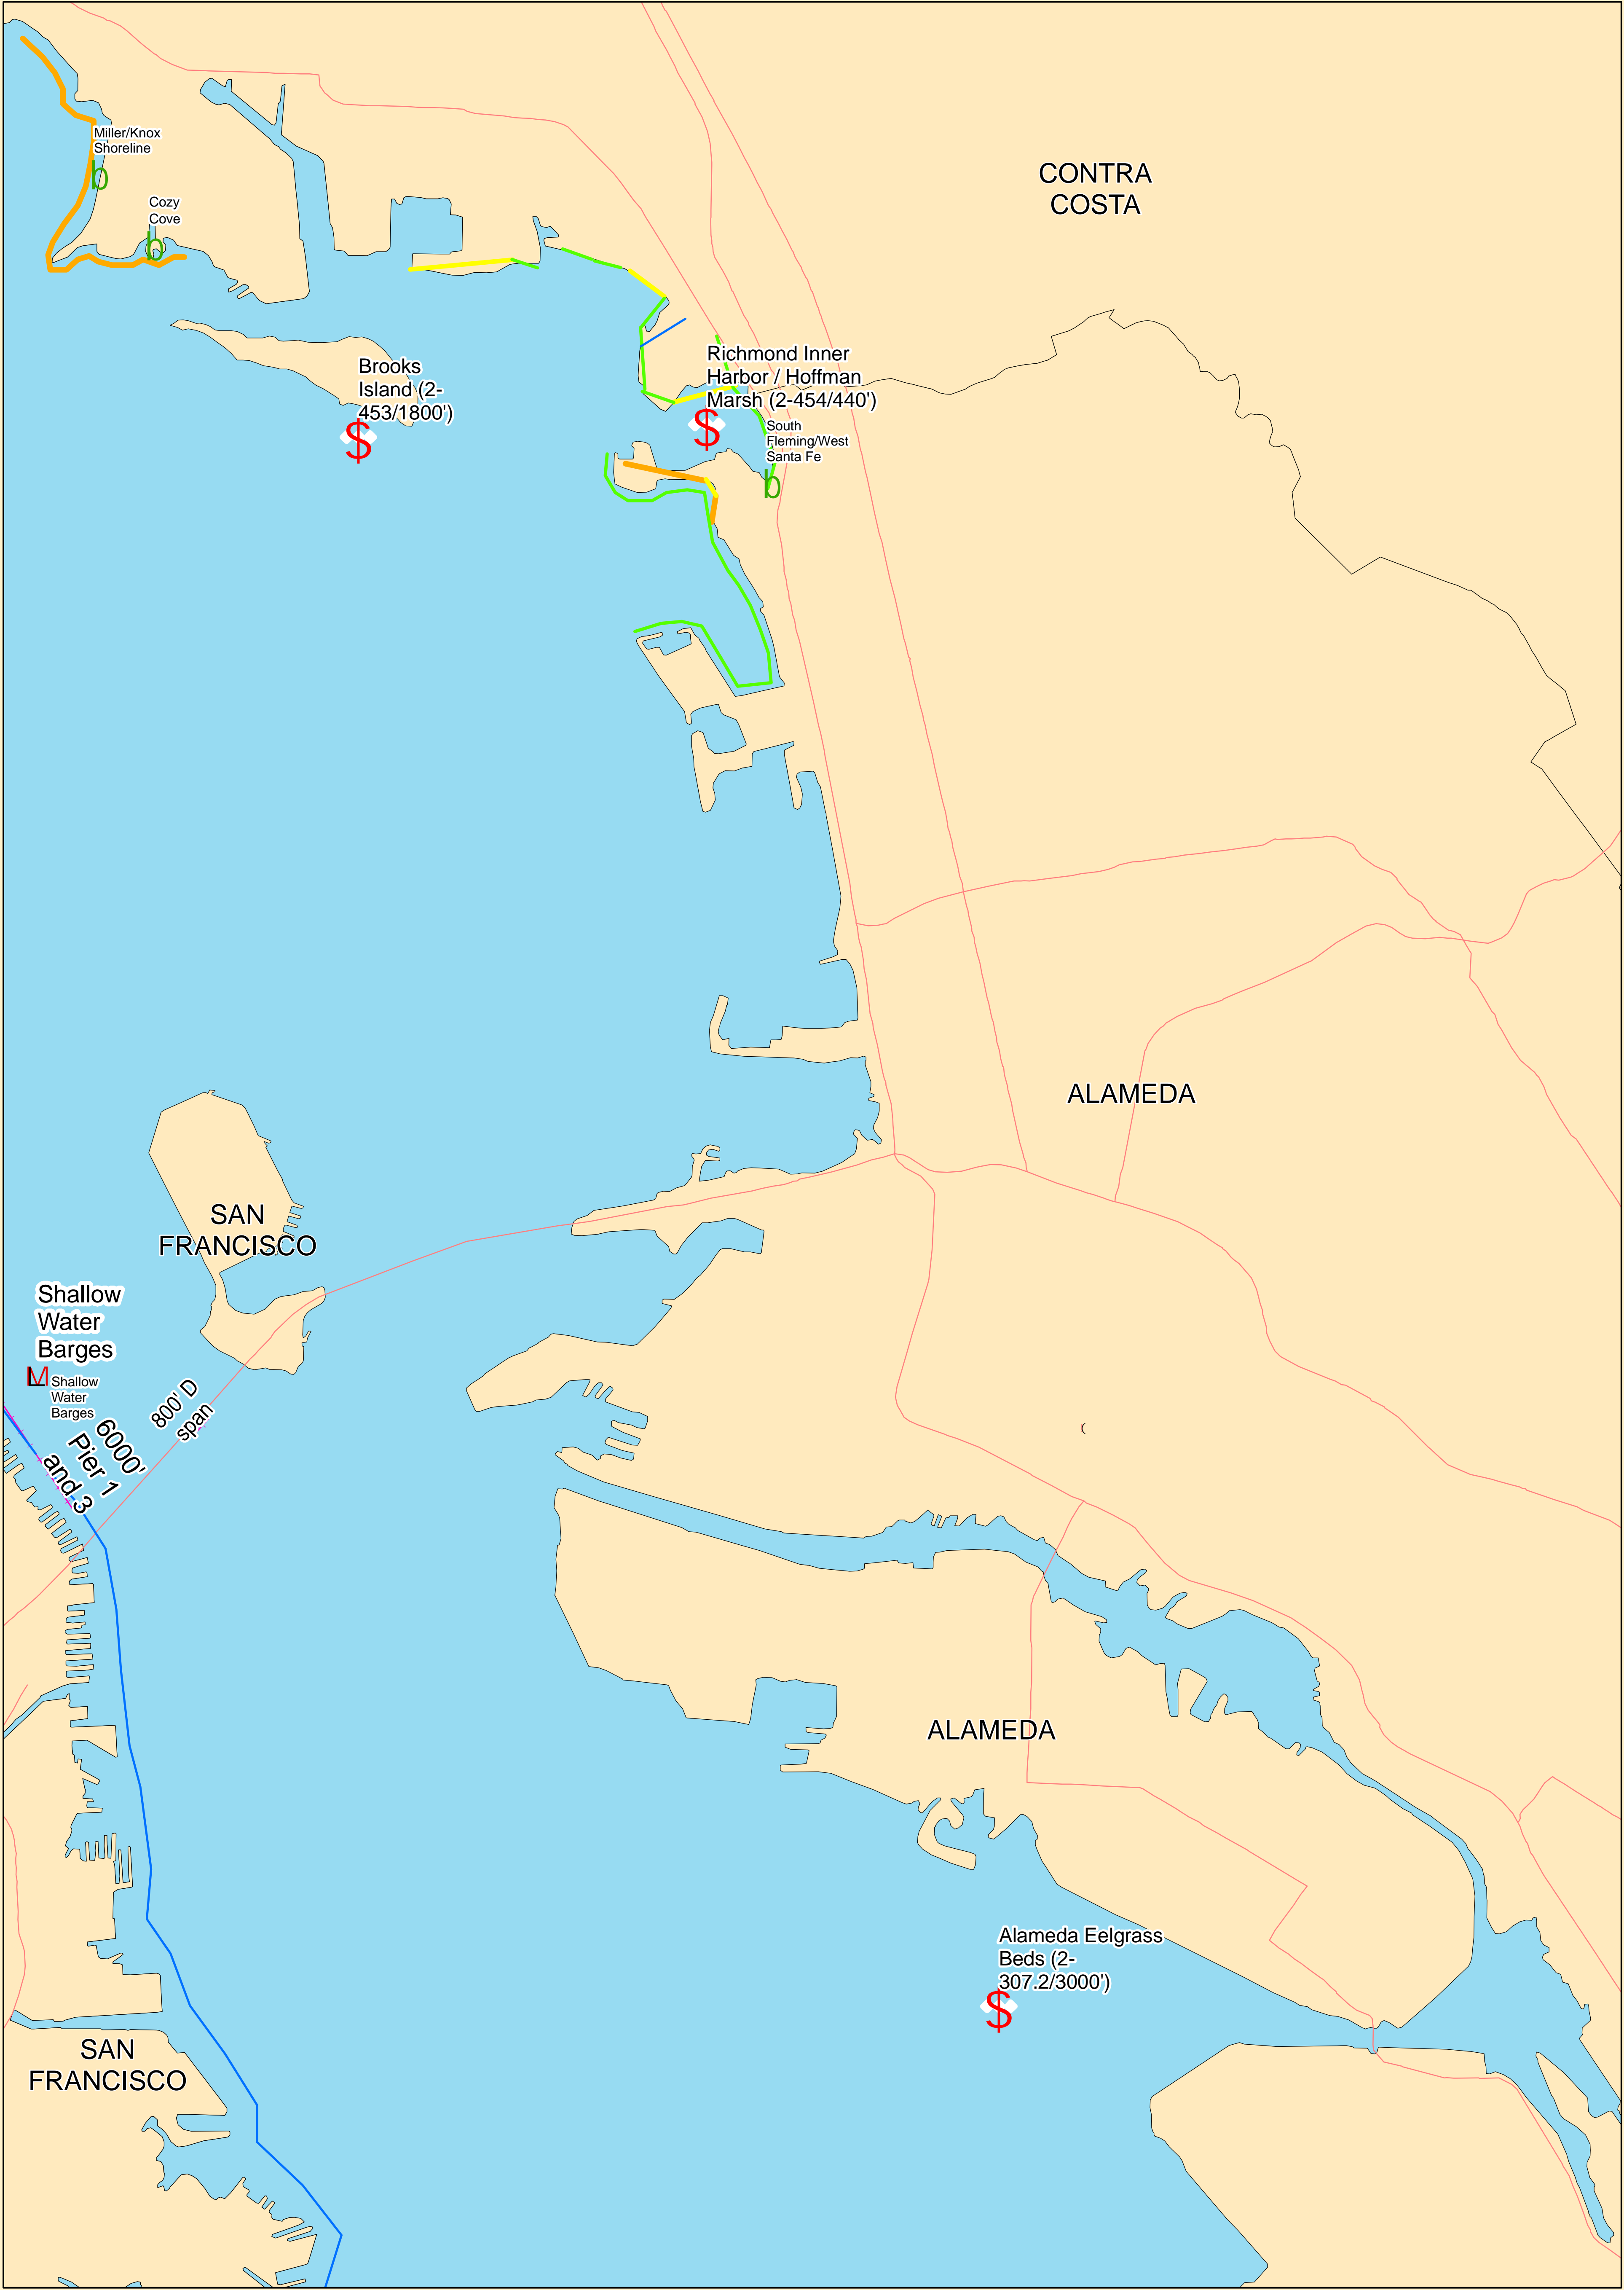 Miller/Knox
Shoreline
b
Cozy
Cove
b
CONTRA
COSTA
Brooks
Island (2-
453/1800')
$
Richmond Inner
Harbor / Hoffman
Marsh (2-454/440')
$
South
Fleming/West
Santa Fe
b
ALAMEDA
SAN
FRANCISCO
Shallow
Water
Barges
LM
Shallow
Water
Barges
800' D
span
6000'
Pier 1
and 3
ALAMEDA
Alameda Eelgrass
Beds (2-
307.2/3000')
$
SAN
FRANCISCO